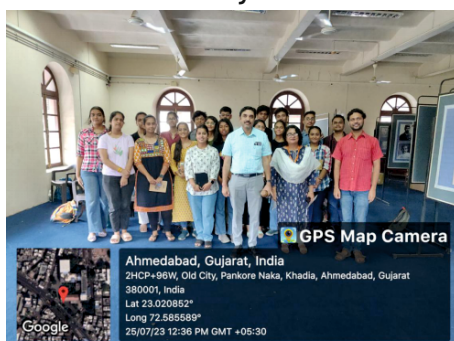 GPS Map Camera
Ahmedabad, Gujarat, India
2HCP+96W, Old City, Pankore Naka, Khadia, Ahmedabad, Gujarat
380001, India
Lat 23.020852°
Long 72.585589°
25/07/23 12:36 PM GMT +05:30
Google